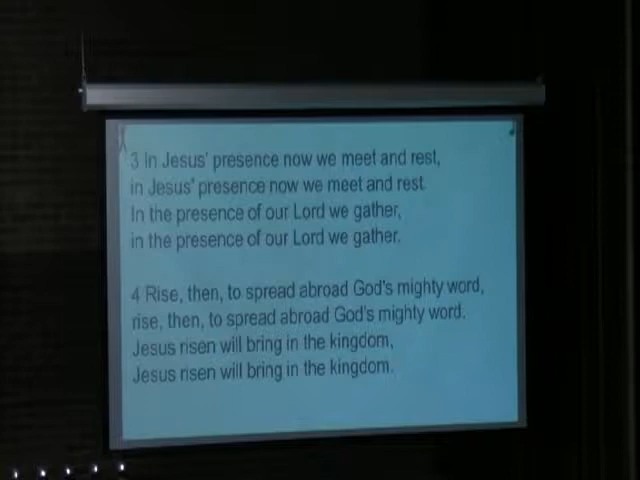 3 In Jesus' presence now we meet and rest,
in Jesus' presence now we meet and rest.
In the presence of our Lord we gather,
in the presence of our Lord we gather.
4 Rise, then, to spread abroad God's mighty word,
rise, then, to spread abroad God's mighty word.
Jesus risen will bring in the kingdom,
Jesus risen will bring in the kingdom.